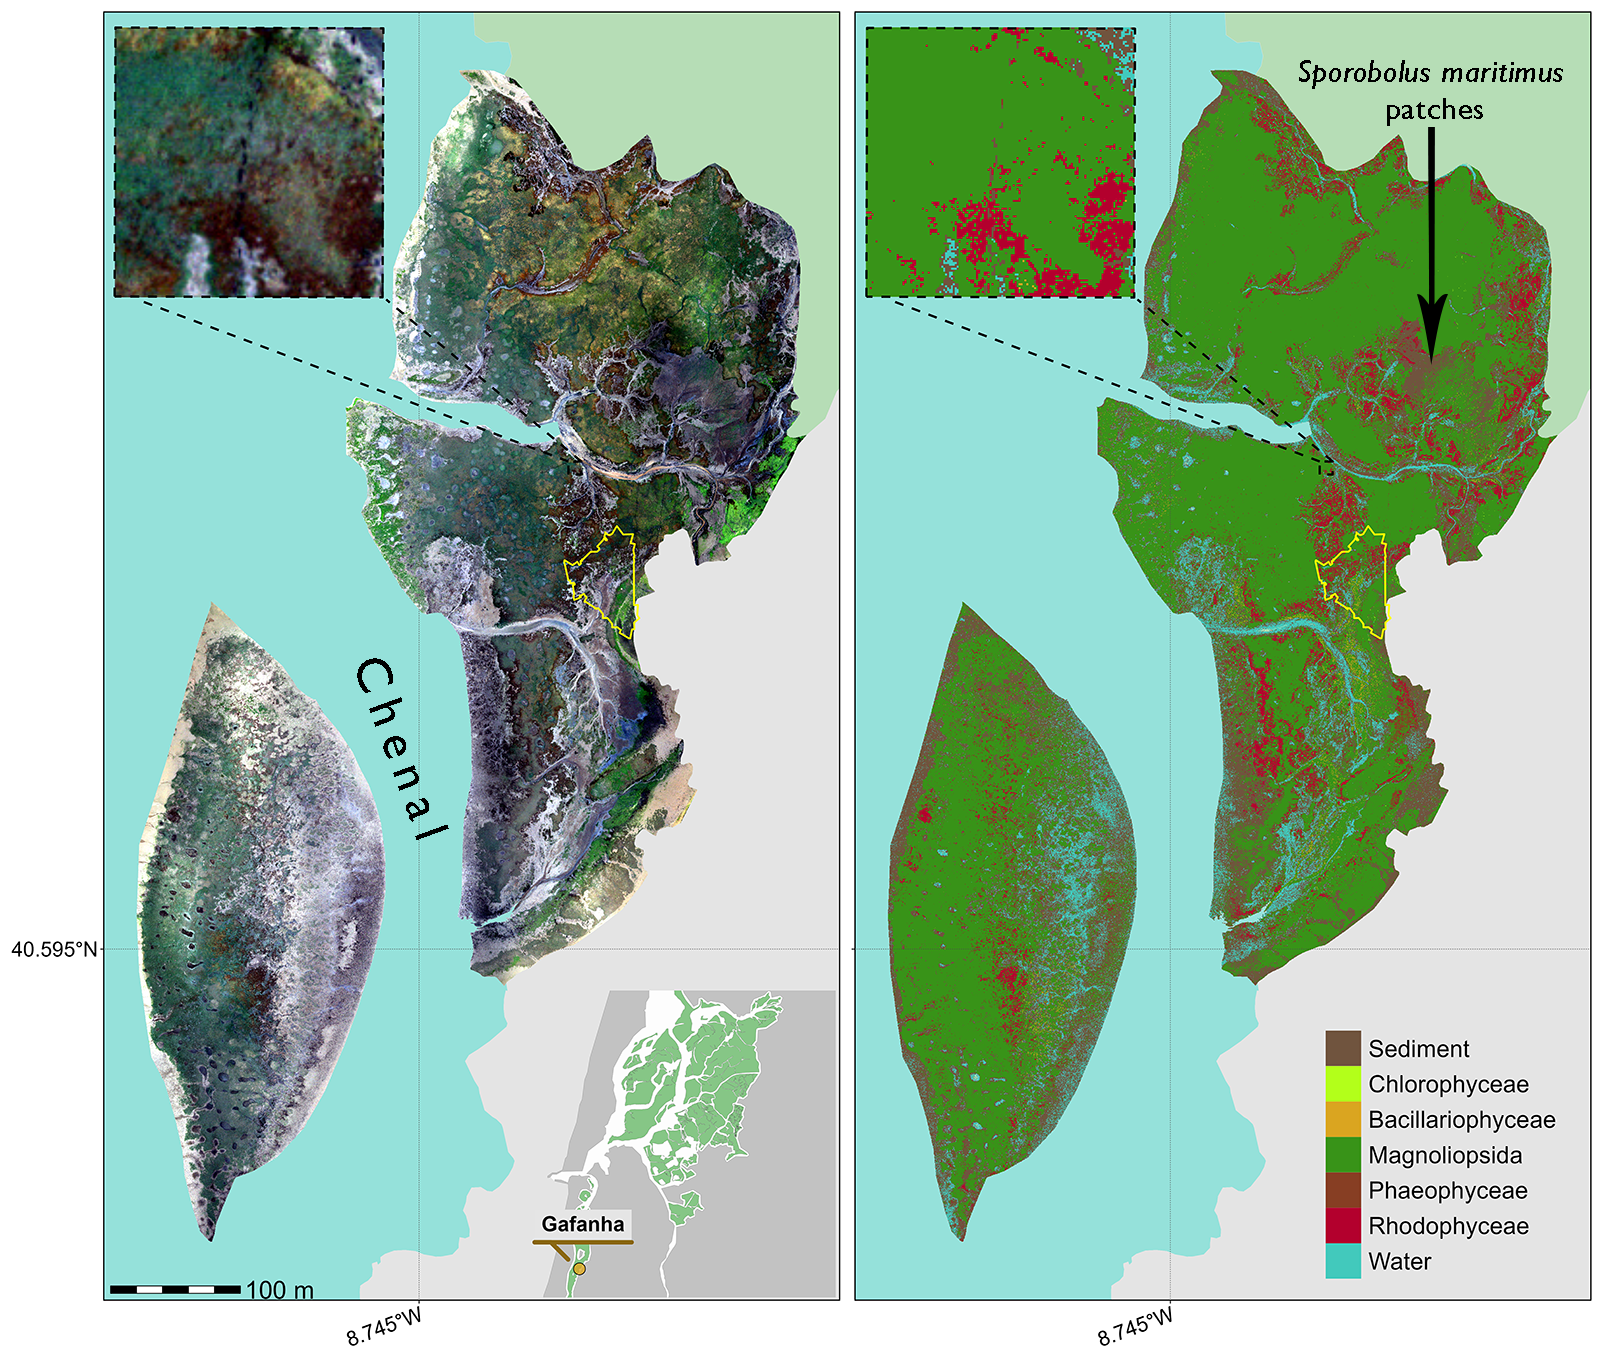 Sporobolus maritimus
patches
Chenal
40.595°N
Gafanha
100 m
8.745°W
8.745°W
Sediment
Chlorophyceae
Bacillariophyceae
Magnoliopsida
Phaeophyceae
Rhodophyceae
Water